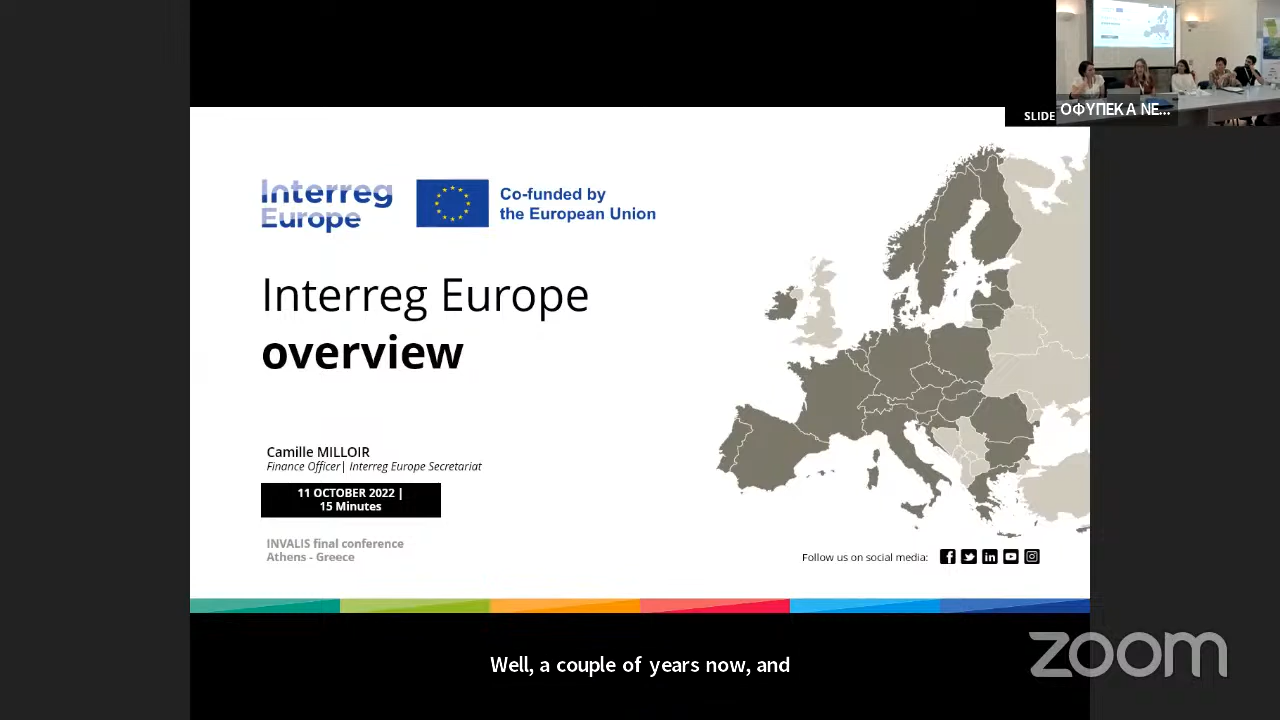 ΟΦΥΠΕΚΑ ΝΕ...
SLIDE
Interreg
Europe
Co-funded by
the European Union
Interreg Europe
overview
Camille MILLOIR
Finance Officer| Interreg Europe Secretariat
11 OCTOBER 2022 |
15 Minutes
INVALIS final conference
Athens - Greece
Follow us on social media:
Well, a couple of years now, and
zoom